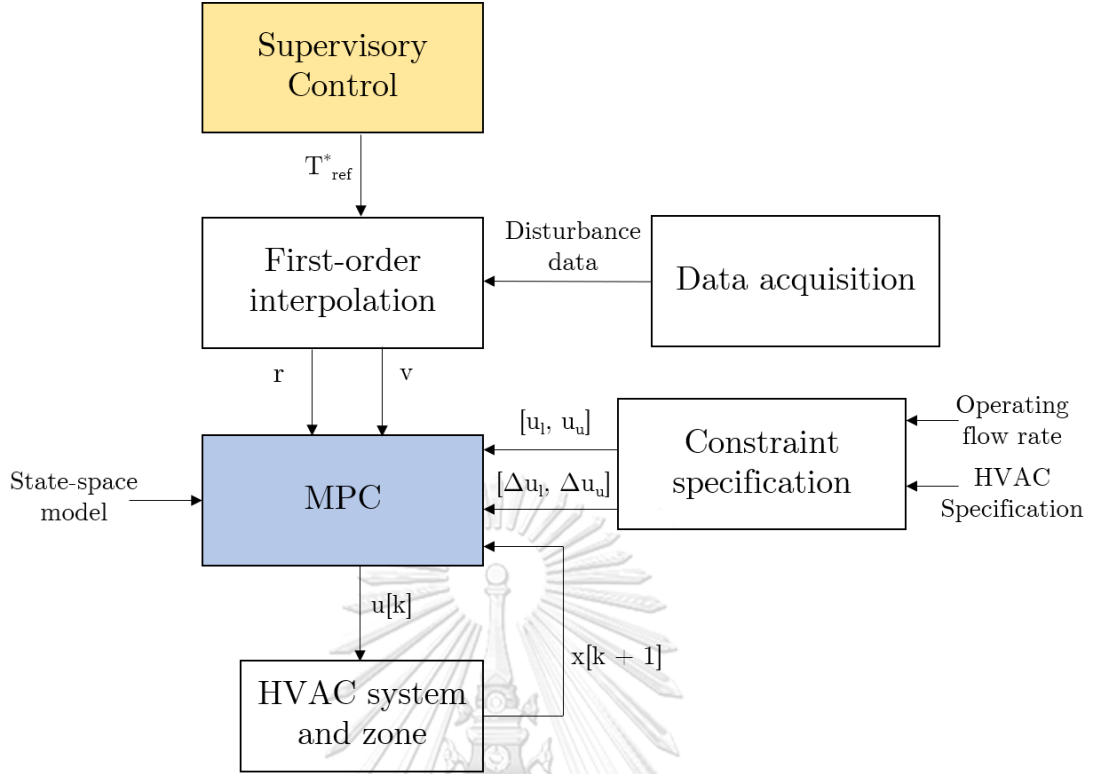 Supervisory
Control
T*ref
First-order
interpolation
Disturbance
data
Data acquisition
r
v
[uₗ, uᵤ]
[Δuₗ, Δuᵤ]
Constraint
specification
Operating
flow rate
HVAC
Specification
State-space
model
MPC
u[k]
x[k + 1]
HVAC system
and zone